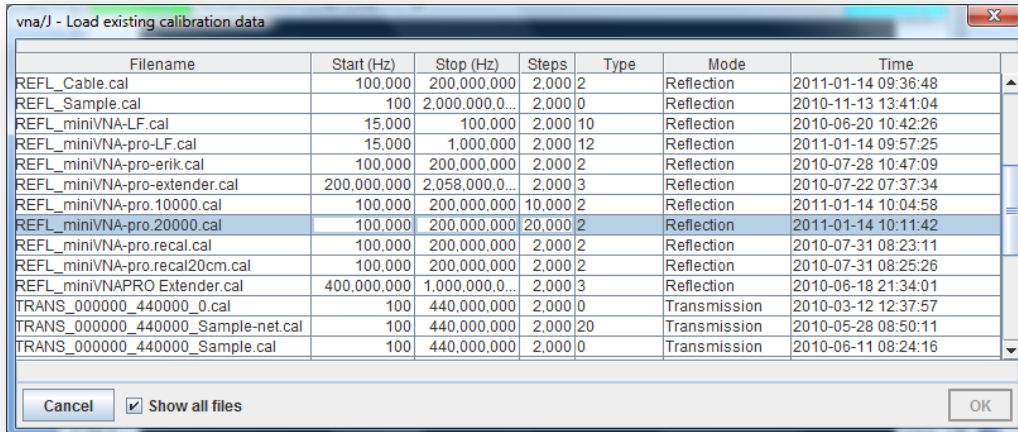 vna/J - Load existing calibration data
Filename Start (Hz) Stop (Hz) Steps Type Mode Time
REFL_Cable.cal 100,000 200,000,000 2,000 2 Reflection 2011-01-14 09:36:48
REFL_Sample.cal 100 2,000,000,0... 2,000 0 Reflection 2010-11-13 13:41:04
REFL_miniVNA-LF.cal 15,000 100,000 2,000 10 Reflection 2010-06-20 10:42:26
REFL_miniVNA-pro-LF.cal 15,000 1,000,000 2,000 12 Reflection 2011-01-14 09:57:25
REFL_miniVNA-pro-erik.cal 100,000 200,000,000 2,000 2 Reflection 2010-07-28 10:47:09
REFL_miniVNA-pro-extender.cal 200,000,000 2,058,000,0... 2,000 3 Reflection 2010-07-22 07:37:34
REFL_miniVNA-pro.10000.cal 100,000 200,000,000 10,000 2 Reflection 2011-01-14 10:04:58
REFL_miniVNA-pro.20000.cal 100,000 200,000,000 20,000 2 Reflection 2011-01-14 10:11:42
REFL_miniVNA-pro.recal.cal 100,000 200,000,000 2,000 2 Reflection 2010-07-31 08:23:11
REFL_miniVNA-pro.recal20cm.cal 100,000 200,000,000 2,000 2 Reflection 2010-07-31 08:25:26
REFL_miniVNAPRO Extender.cal 400,000,000 1,000,000,0... 2,000 3 Reflection 2010-06-18 21:34:01
TRANS_000000_440000_0.cal 100 440,000,000 2,000 0 Transmission 2010-03-12 12:37:57
TRANS_000000_440000_Sample-net.cal 100 440,000,000 2,000 20 Transmission 2010-05-28 08:50:11
TRANS_000000_440000_Sample.cal 100 440,000,000 2,000 0 Transmission 2010-06-11 08:24:16
Cancel Show all files OK